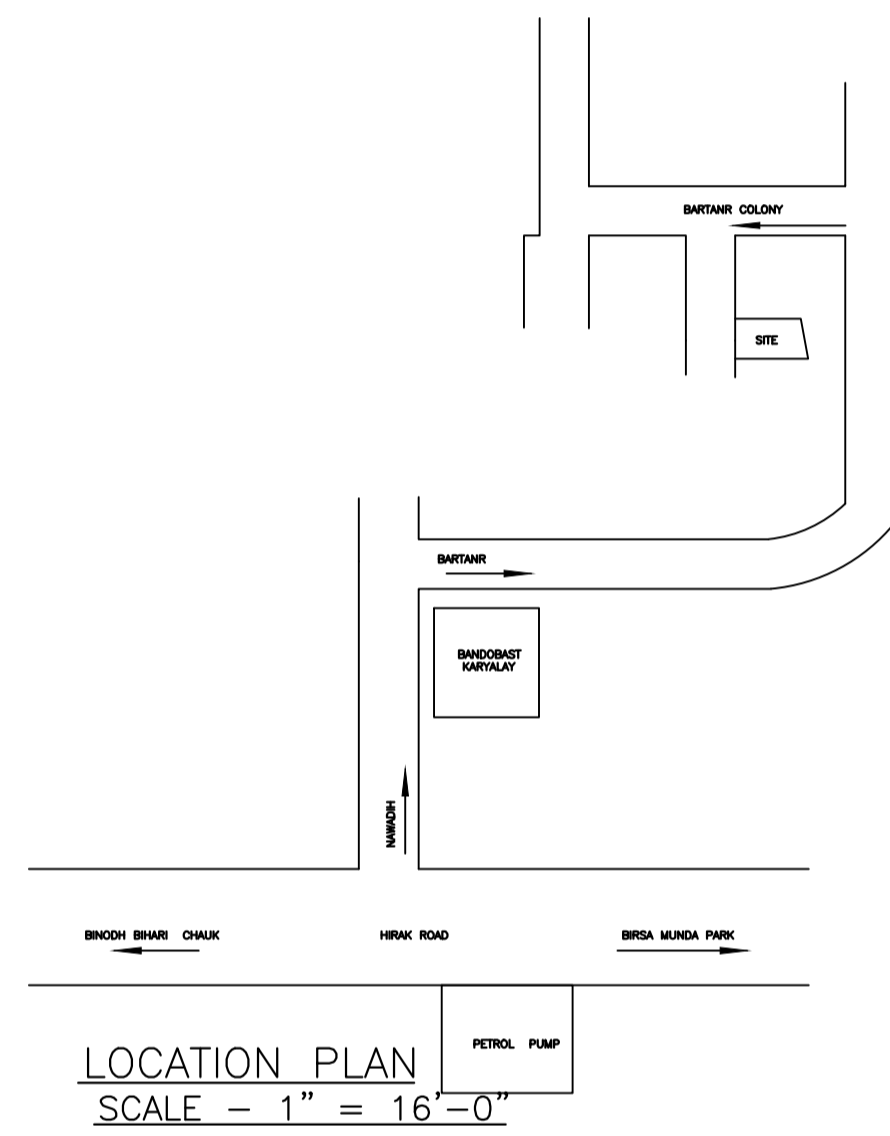 BARTANR COLONY
SITE
BARTANR
BANDOBAST
KARYALAY
NAWADIH
BINODH BIHARI CHAUK
HIRAK ROAD
BIRSA MUNDA PARK
PETROL PUMP
LOCATION PLAN
SCALE - 1" = 16'-0"